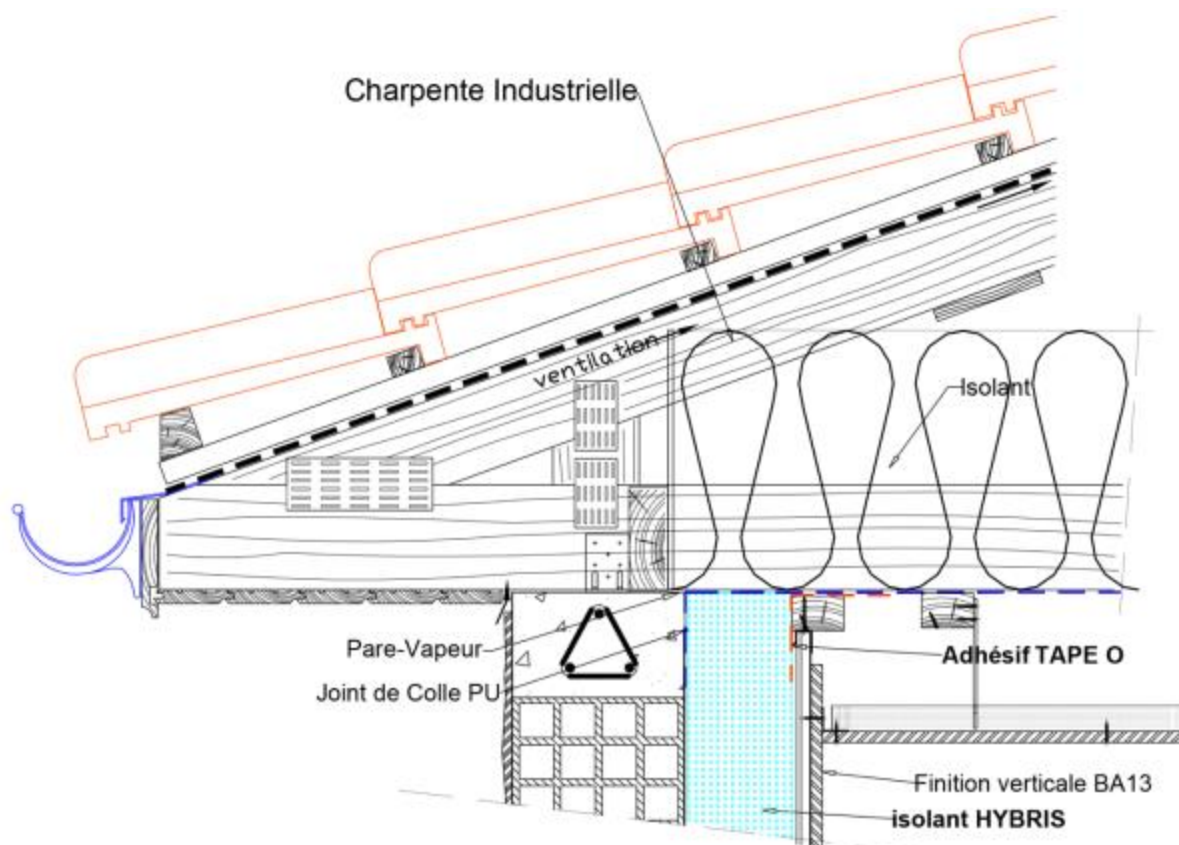 Charpente Industrielle
ventilation
Isolant
Pare-Vapeur
Adhésif TAPE O
Joint de Colle PU
Finition verticale BA13
isolant HYBRIS